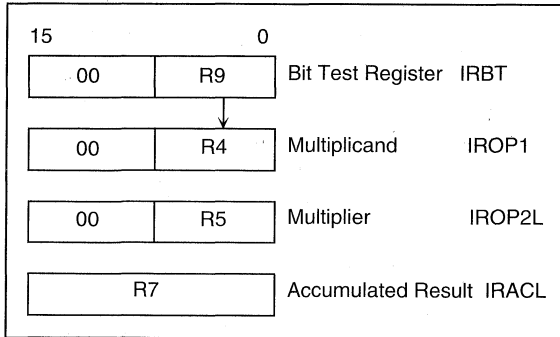 15 0
00 R9 Bit Test Register IRBT
00 R4 Multiplicand IROP1
00 R5 Multiplier IROP2L
R7 Accumulated Result IRACL